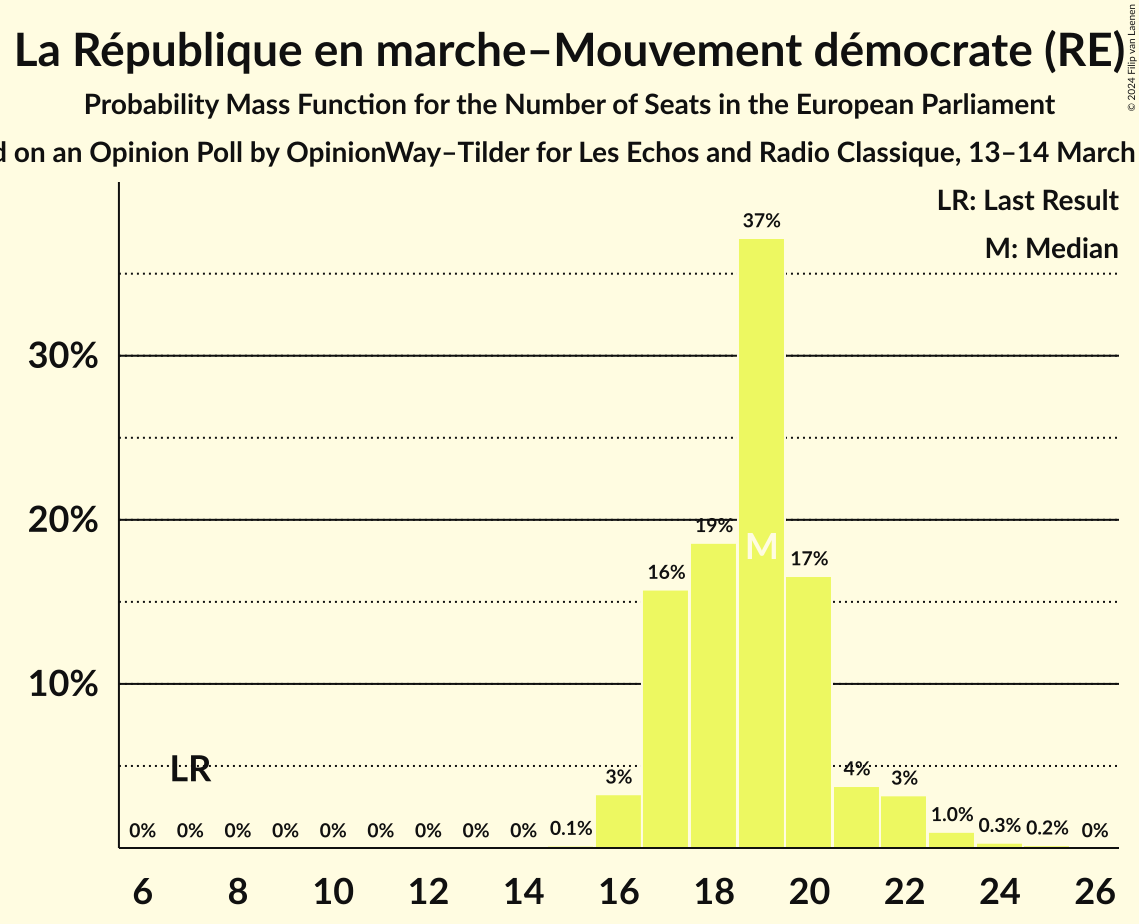 La République en marche–Mouvement démocrate (RE)
© 2024 Filip van Laenen
Probability Mass Function for the Number of Seats in the European Parliament
on an Opinion Poll by OpinionWay–Tilder for Les Echos and Radio Classique, 13–14 March
LR: Last Result
M: Median
37%
30%
20%
19%
M
17%
16%
10%
LR
3%
4%
3%
0% 0% 0% 0% 0% 0% 0% 0% 0% 0.1% 1.0% 0.3% 0.2% 0%
6 8 10 12 14 16 18 20 22 24 26